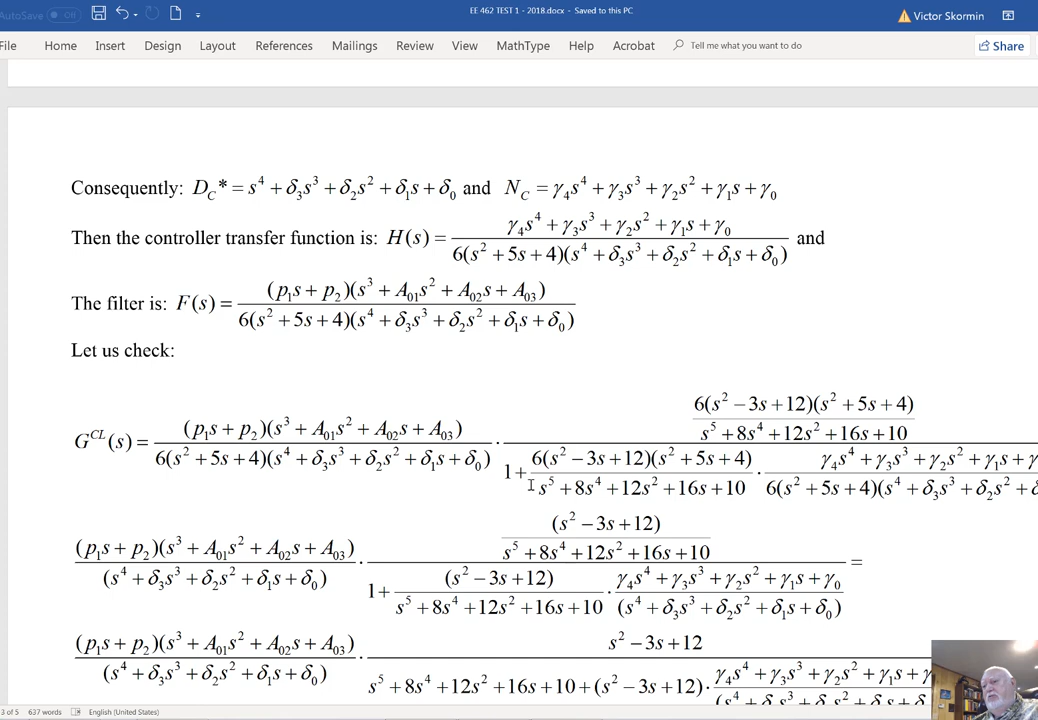 AutoSave Off EE 462 TEST 1 - 2018.docx - Saved to this PC Victor Skormin
File Home Insert Design Layout References Mailings Review View MathType Help Acrobat Tell me what you want to do Share
Consequently: D_C* = s^4 + δ_3s^3 + δ_2s^2 + δ_1s + δ_0 and N_C = γ_4s^4 + γ_3s^3 + γ_2s^2 + γ_1s + γ_0
Then the controller transfer function is: H(s) = (γ_4s^4 + γ_3s^3 + γ_2s^2 + γ_1s + γ_0) / (6(s^2 + 5s + 4)(s^4 + δ_3s^3 + δ_2s^2 + δ_1s + δ_0)) and
The filter is: F(s) = ((p_1s + p_2)(s^3 + A_01s^2 + A_02s + A_03)) / (6(s^2 + 5s + 4)(s^4 + δ_3s^3 + δ_2s^2 + δ_1s + δ_0))
Let us check:
G^CL(s) = ((p_1s + p_2)(s^3 + A_01s^2 + A_02s + A_03)) / (6(s^2 + 5s + 4)(s^4 + δ_3s^3 + δ_2s^2 + δ_1s + δ_0)) · (6(s^2 − 3s + 12)(s^2 + 5s + 4) / (s^5 + 8s^4 + 12s^2 + 16s + 10)) / (1 + 6(s^2 − 3s + 12)(s^2 + 5s + 4) / (s^5 + 8s^4 + 12s^2 + 16s + 10) · (γ_4s^4 + γ_3s^3 + γ_2s^2 + γ_1s + γ / 6(s^2 + 5s + 4)(s^4 + δ_3s^3 + δ_2s^2 + δ
((p_1s + p_2)(s^3 + A_01s^2 + A_02s + A_03)) / (s^4 + δ_3s^3 + δ_2s^2 + δ_1s + δ_0) · ((s^2 − 3s + 12) / (s^5 + 8s^4 + 12s^2 + 16s + 10)) / (1 + (s^2 − 3s + 12) / (s^5 + 8s^4 + 12s^2 + 16s + 10) · (γ_4s^4 + γ_3s^3 + γ_2s^2 + γ_1s + γ_0) / (s^4 + δ_3s^3 + δ_2s^2 + δ_1s + δ_0)) =
((p_1s + p_2)(s^3 + A_01s^2 + A_02s + A_03)) / (s^4 + δ_3s^3 + δ_2s^2 + δ_1s + δ_0) · (s^2 − 3s + 12) / (s^5 + 8s^4 + 12s^2 + 16s + 10 + (s^2 − 3s + 12) · (γ_4s^4 + γ_3s^3 + γ_2s^2 + γ_1s + γ / (s^4 + δ_3s^3 + δ_2s^2 + δ_1s + δ
3 of 5 637 words English (United States)